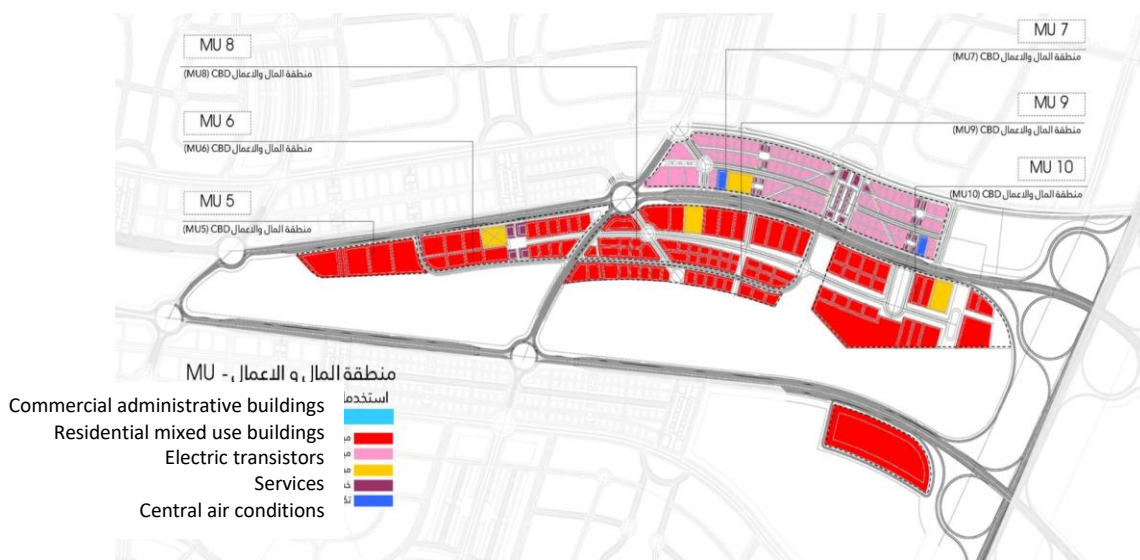 MU 8
منطقة المال والاعمال CBD (MU8)
MU 6
منطقة المال والاعمال CBD (MU6)
MU 5
منطقة المال والاعمال CBD (MU5)
MU 7
منطقة المال والاعمال CBD (MU7)
MU 9
منطقة المال والاعمال CBD (MU9)
MU 10
منطقة المال والاعمال CBD (MU10)
منطقة المال و الاعمال - MU
Commercial administrative buildings
Residential mixed use buildings
Electric transistors
Services
Central air conditions